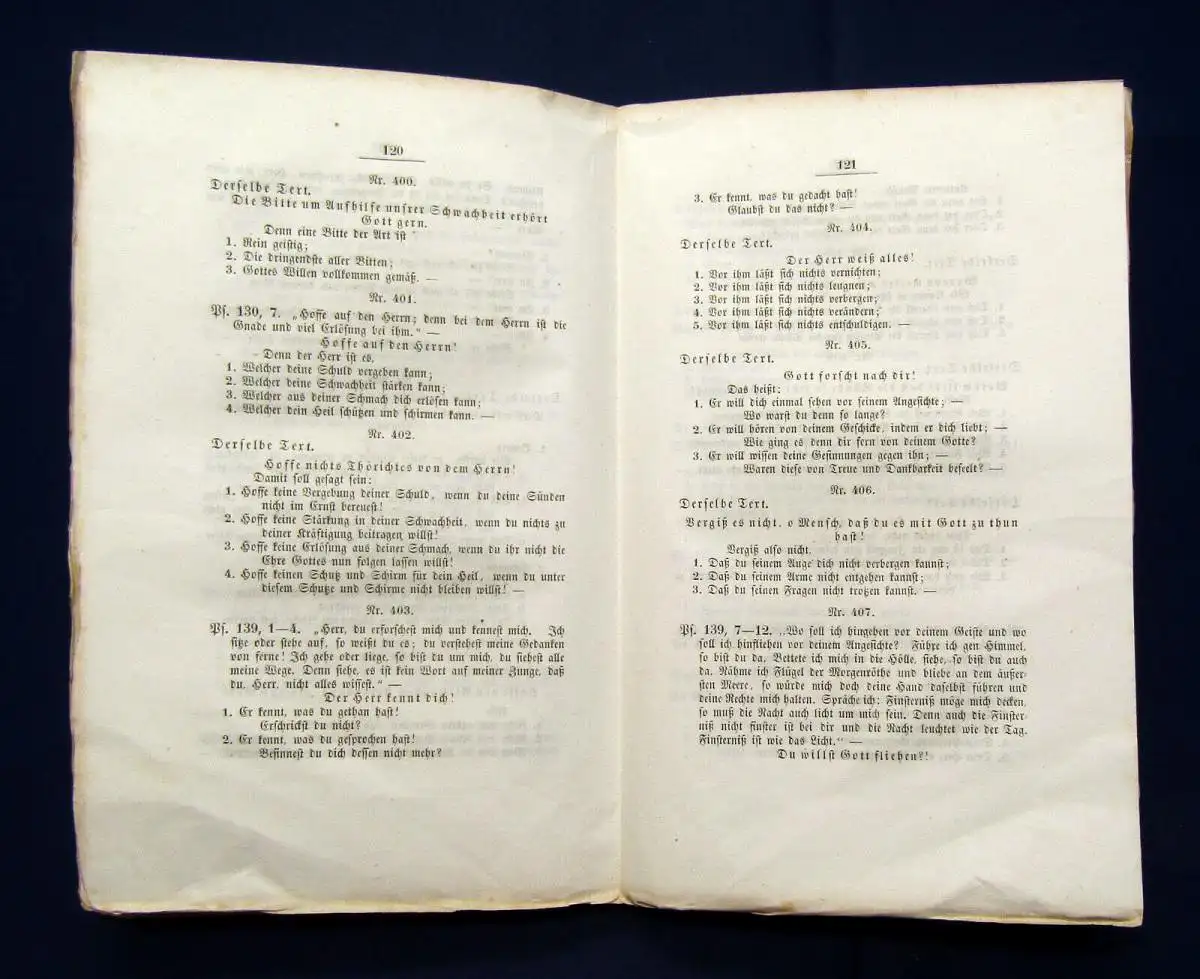 120
Nr. 400.
Derselbe Text.
Die Bitte um Aufhilfe unsrer Schwachheit erhört
Gott gern.
Denn eine Bitte der Art ist
1. Rein geistig;
2. Die dringendste aller Bitten;
3. Gottes Willen vollkommen gemäß. —
Nr. 401.
Ps. 130, 7. „Hoffe auf den Herrn; denn bei dem Herrn ist die
Gnade und viel Erlösung bei ihm.“ —
Hoffe auf den Herrn!
Denn der Herr ist es,
1. Welcher deine Schuld vergeben kann;
2. Welcher deine Schwachheit stärken kann;
3. Welcher aus deiner Schmach dich erlösen kann;
4. Welcher dein Heil schützen und schirmen kann. —
Nr. 402.
Derselbe Text.
Hoffe nichts Thörichtes von dem Herrn!
Damit soll gesagt sein:
1. Hoffe keine Vergebung deiner Schuld, wenn du deine Sünden
nicht im Ernst bereuest!
2. Hoffe keine Stärkung in deiner Schwachheit, wenn du nichts zu
deiner Kräftigung beitragen willst!
3. Hoffe keine Erlösung aus deiner Schmach, wenn du ihr nicht die
Ehre Gottes nun folgen lassen willst!
4. Hoffe keinen Schutz und Schirm für dein Heil, wenn du unter
diesem Schutze und Schirme nicht bleiben willst! —
Nr. 403.
Ps. 139, 1—4. „Herr, du erforschest mich und kennest mich. Ich
sitze oder stehe auf, so weißt du es; du verstehest meine Gedanken
von ferne! Ich gehe oder liege, so bist du um mich, du siehest alle
meine Wege. Denn siehe, es ist kein Wort auf meiner Zunge, daß
du, Herr, nicht alles wissest.“ —
Der Herr kennt dich!
1. Er kennt, was du gethan hast!
Erschrickst du nicht?
2. Er kennt, was du gesprochen hast!
Besinnest du dich dessen nicht mehr?
121
3. Er kennt, was du gedacht hast!
Glaubst du das nicht? —
Nr. 404.
Derselbe Text.
Der Herr weiß alles!
1. Vor ihm läßt sich nichts vernichten;
2. Vor ihm läßt sich nichts leugnen;
3. Vor ihm läßt sich nichts verbergen;
4. Vor ihm läßt sich nichts verändern;
5. Vor ihm läßt sich nichts entschuldigen. —
Nr. 405.
Derselbe Text.
Gott forscht nach dir!
Das heißt:
1. Er will dich einmal sehen vor seinem Angesichte; —
Wo warst du denn so lange?
2. Er will hören von deinem Geschicke, indem er dich liebt; —
Wie ging es denn dir fern von deinem Gotte?
3. Er will wissen deine Gesinnungen gegen ihn; —
Waren diese von Treue und Dankbarkeit beseelt? —
Nr. 406.
Derselbe Text.
Vergiß es nicht, o Mensch, daß du es mit Gott zu thun
hast!
Vergiß also nicht,
1. Daß du seinem Auge dich nicht verbergen kannst;
2. Daß du seinem Arme nicht entgehen kannst;
3. Daß du seinen Fragen nicht trotzen kannst. —
Nr. 407.
Ps. 139, 7—12. „Wo soll ich hingehen vor deinem Geiste und wo
soll ich hinfliehen vor deinem Angesichte? Führe ich gen Himmel,
so bist du da. Bettete ich mich in die Hölle, siehe, so bist du auch
da. Nähme ich Flügel der Morgenröthe und bliebe an dem äußer-
sten Meere, so würde mich doch deine Hand daselbst führen und
deine Rechte mich halten. Spräche ich: Finsterniß möge mich decken,
so muß die Nacht auch licht um mich sein. Denn auch die Finster-
niß nicht finster ist bei dir und die Nacht leuchtet wie der Tag,
Finsterniß ist wie das Licht.“ —
Du willst Gott fliehen?!